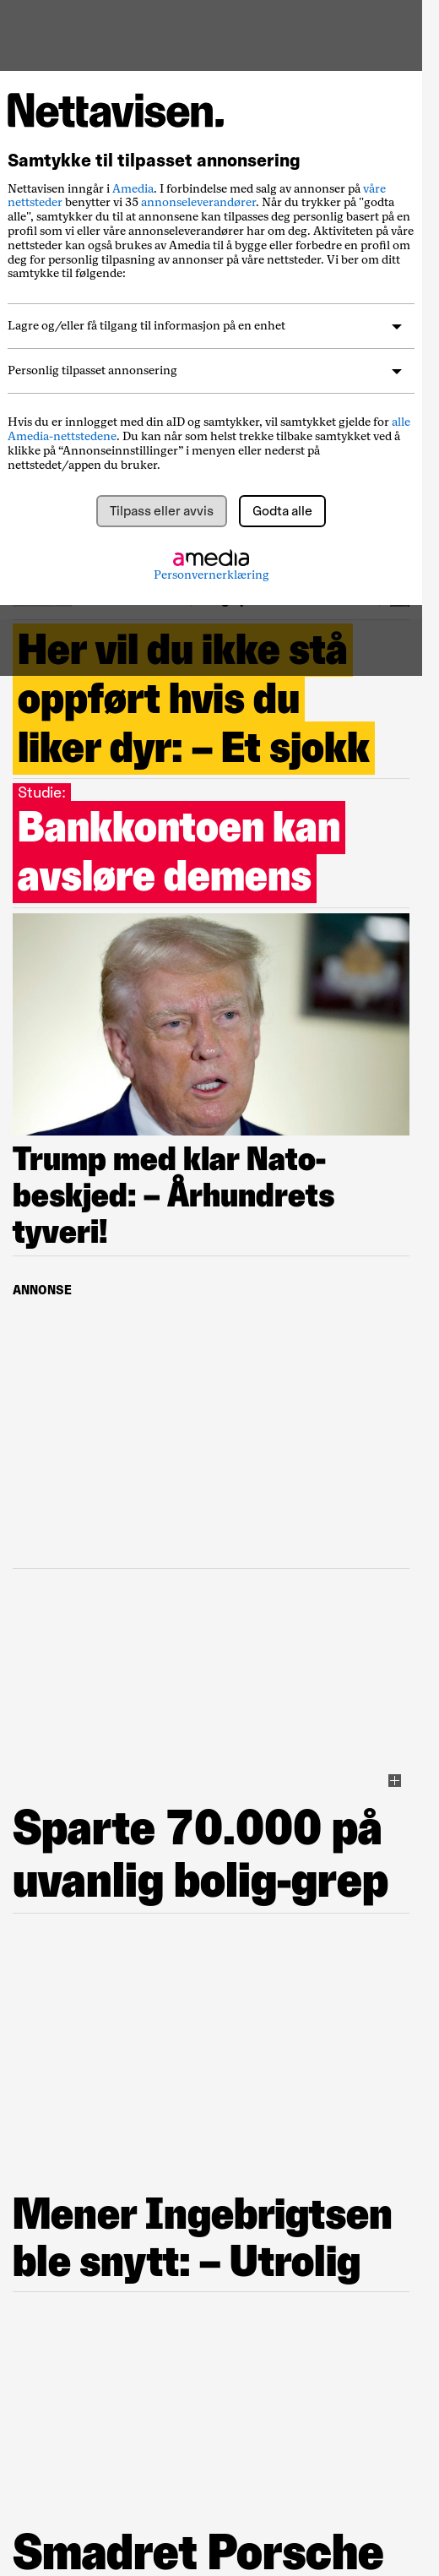 Nettavisen.
Samtykke til tilpasset annonsering
Nettavisen inngår i Amedia. I forbindelse med salg av annonser på våre
nettsteder benytter vi 35 annonseleverandører. Når du trykker på "godta
alle", samtykker du til at annonsene kan tilpasses deg personlig basert på en
profil som vi eller våre annonseleverandører har om deg. Aktiviteten på våre
nettsteder kan også brukes av Amedia til å bygge eller forbedre en profil om
deg for personlig tilpasning av annonser på våre nettsteder. Vi ber om ditt
samtykke til følgende:
Lagre og/eller få tilgang til informasjon på en enhet
Personlig tilpasset annonsering
Hvis du er innlogget med din aID og samtykker, vil samtykket gjelde for alle
Amedia-nettstedene. Du kan når som helst trekke tilbake samtykket ved å
klikke på “Annonseinnstillinger” i menyen eller nederst på
nettstedet/appen du bruker.
Tilpass eller avvis
Godta alle
amedia
Personvernerklæring
Her vil du ikke stå
oppført hvis du
liker dyr: – Et sjokk
Studie:
Bankkontoen kan
avsløre demens
Trump med klar Nato-
beskjed: – Århundrets
tyveri!
ANNONSE
Sparte 70.000 på
uvanlig bolig-grep
Mener Ingebrigtsen
ble snytt: – Utrolig
Smadret Porsche